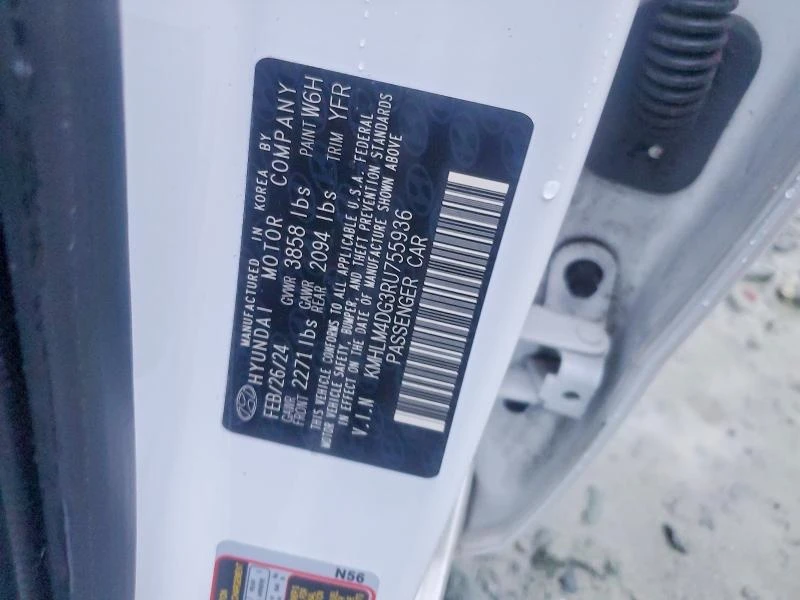 MANUFACTURED IN KOREA BY
HYUNDAI MOTOR COMPANY
FEB/26/24 GVWR 3858 lbs PAINT W6H
GAWR FRONT 2271 lbs GAWR REAR 2094 lbs TRIM YFR
THIS VEHICLE CONFORMS TO ALL APPLICABLE U.S.A. FEDERAL
MOTOR VEHICLE SAFETY, BUMPER, AND THEFT PREVENTION STANDARDS
IN EFFECT ON THE DATE OF MANUFACTURE SHOWN ABOVE
V.I.N KMHLM4DG3RU755936
PASSENGER CAR
N56